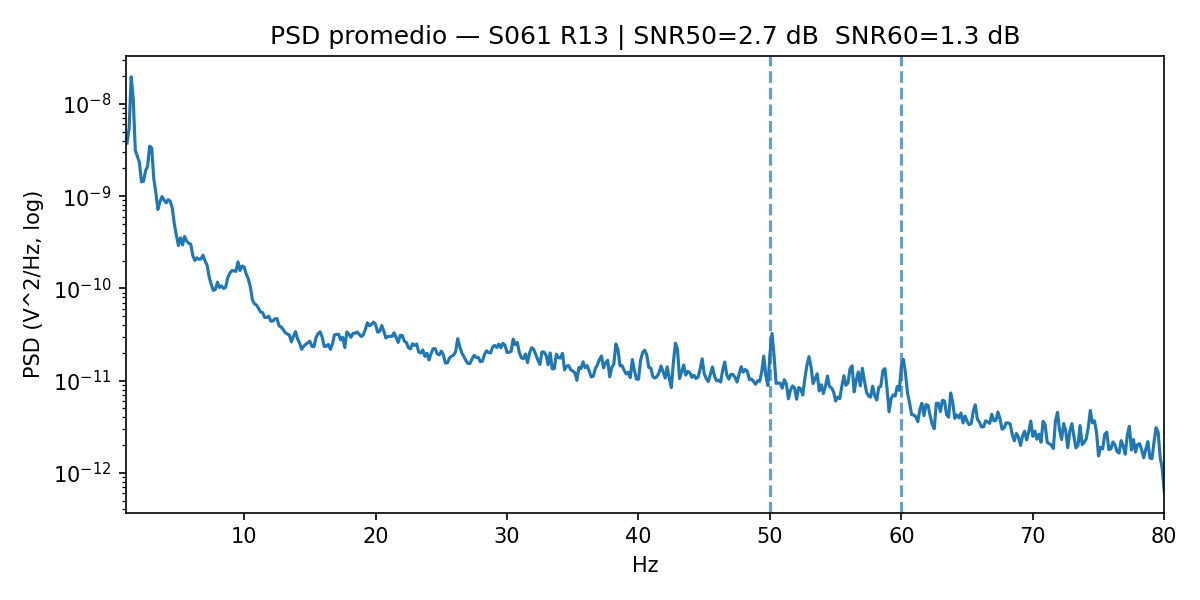 PSD promedio — S061 R13 | SNR50=2.7 dB  SNR60=1.3 dB
PSD (V^2/Hz, log)
10⁻⁸
10⁻⁹
10⁻¹⁰
10⁻¹¹
10⁻¹²
10 20 30 40 50 60 70 80
Hz